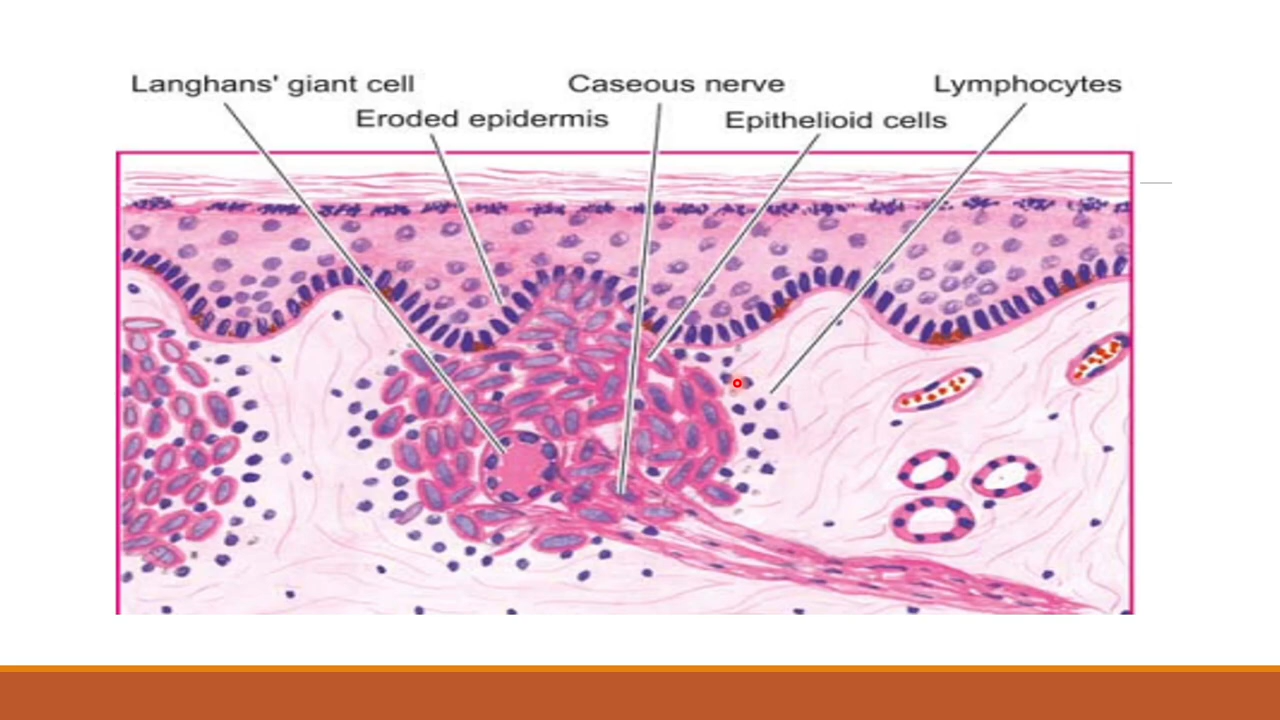 Langhans' giant cell
Caseous nerve
Lymphocytes
Eroded epidermis
Epithelioid cells